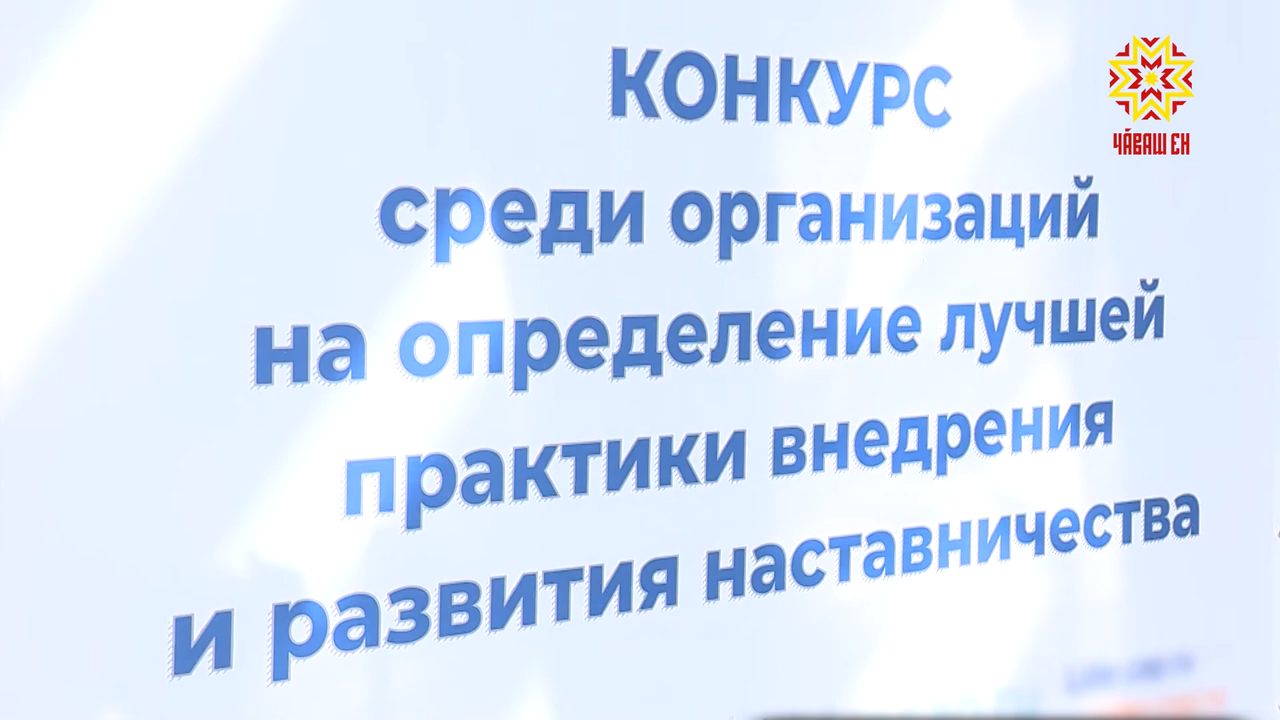 КОНКУРС
среди организаций
на определение лучшей
практики внедрения
и развития наставничества
ЧӐВАШ ЕН